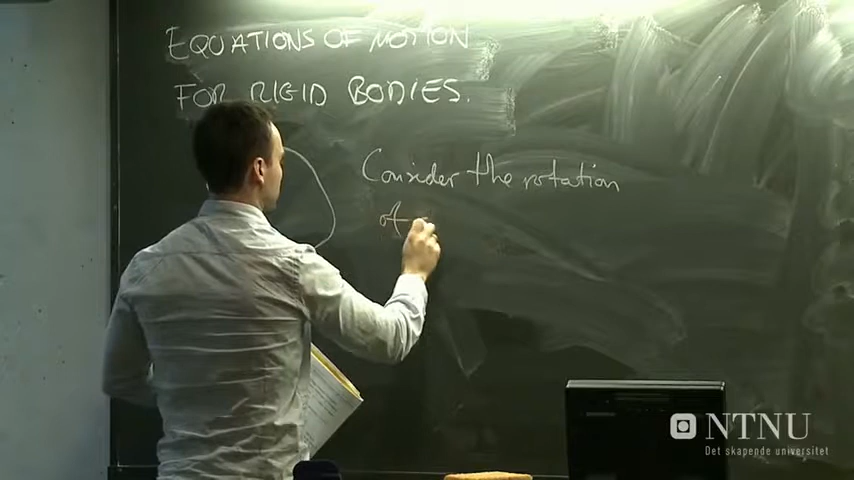 EQUATIONS OF MOTION
FOR RIGID BODIES.
Consider the rotation
of
NTNU
Det skapende universitet